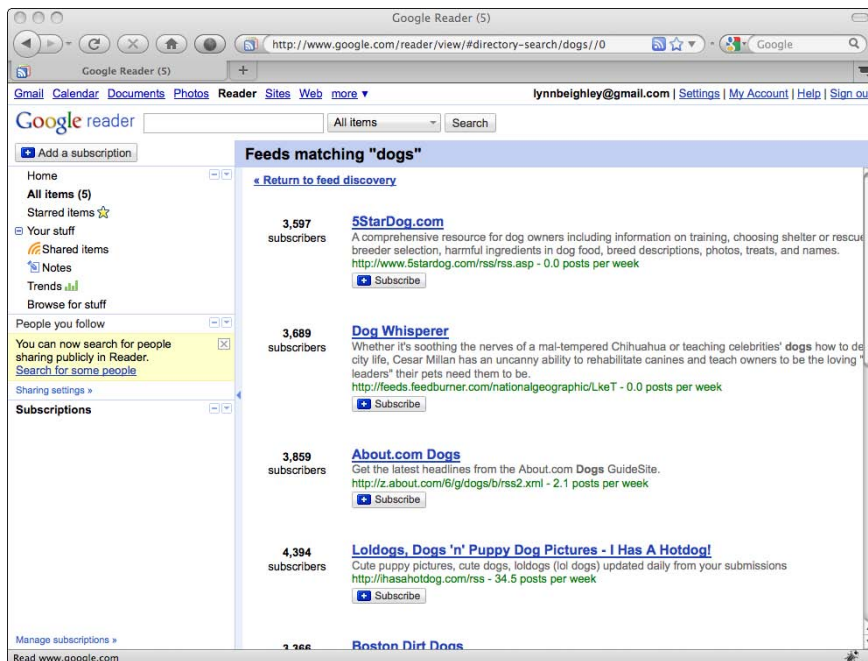 Google Reader (5)
http://www.google.com/reader/view/#directory-search/dogs//0
Google
Google Reader (5)
+
Gmail Calendar Documents Photos Reader Sites Web more ▼
lynnbeighley@gmail.com | Settings | My Account | Help | Sign ou
Google reader
All items
Search
Add a subscription
Feeds matching "dogs"
Home
All items (5)
Starred items
Your stuff
Shared items
Notes
Trends
Browse for stuff
People you follow
You can now search for people
sharing publicly in Reader.
Search for some people
Sharing settings »
Subscriptions
Manage subscriptions »
« Return to feed discovery
3,597
subscribers
5StarDog.com
A comprehensive resource for dog owners including information on training, choosing shelter or rescue
breeder selection, harmful ingredients in dog food, breed descriptions, photos, treats, and names.
http://www.5stardog.com/rss/rss.asp - 0.0 posts per week
Subscribe
3,689
subscribers
Dog Whisperer
Whether it's soothing the nerves of a mal-tempered Chihuahua or teaching celebrities' dogs how to de
city life, Cesar Millan has an uncanny ability to rehabilitate canines and teach owners to be the loving "
leaders" their pets need them to be.
http://feeds.feedburner.com/nationalgeographic/LkeT - 0.0 posts per week
Subscribe
3,859
subscribers
About.com Dogs
Get the latest headlines from the About.com Dogs GuideSite.
http://z.about.com/6/g/dogs/b/rss2.xml - 2.1 posts per week
Subscribe
4,394
subscribers
Loldogs, Dogs 'n' Puppy Dog Pictures - I Has A Hotdog!
Cute puppy pictures, cute dogs, loldogs (lol dogs) updated daily from your submissions
http://ihasahotdog.com/rss - 34.5 posts per week
Subscribe
3,366
Boston Dirt Dogs
Read www.google.com